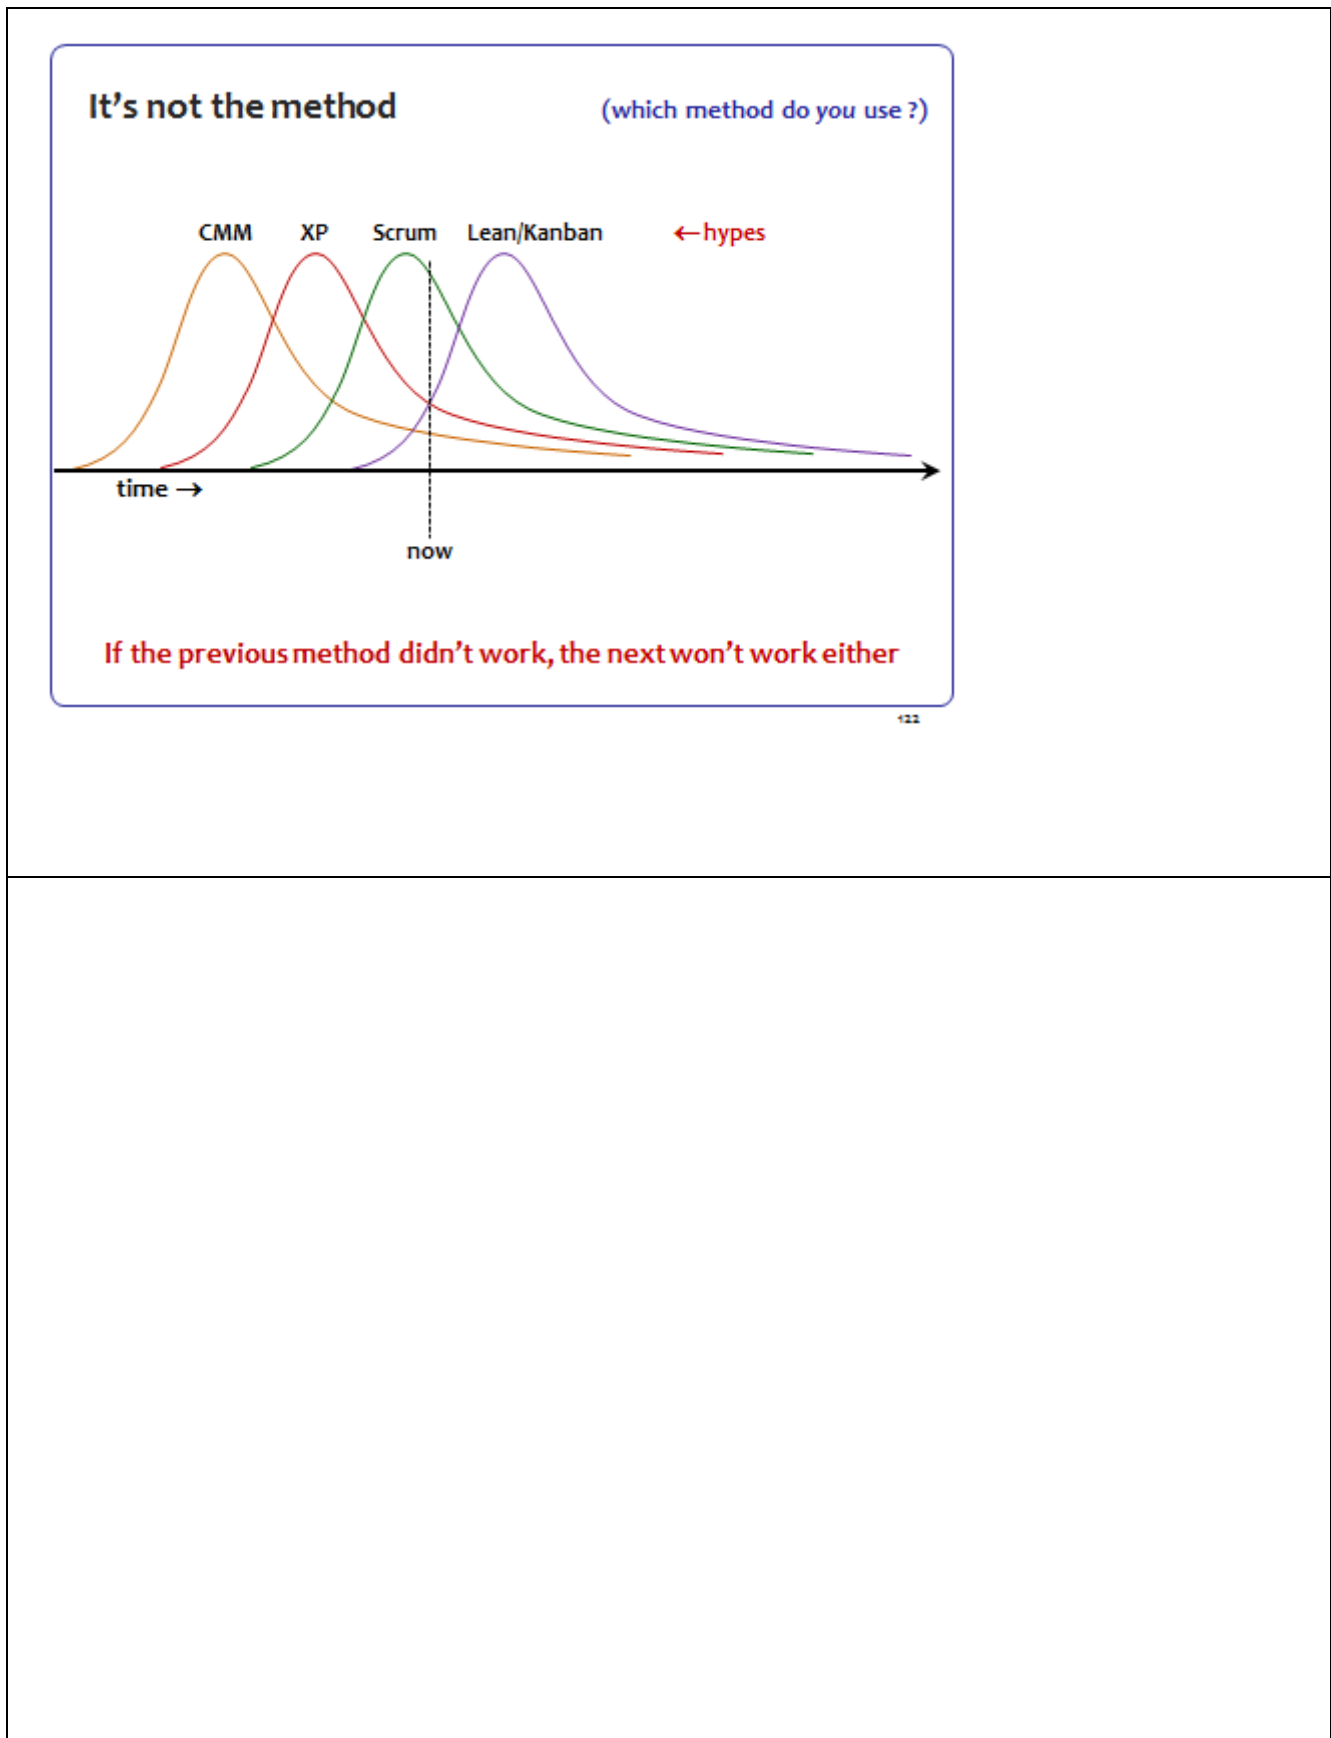 It's not the method
(which method do you use ?)
CMM XP Scrum Lean/Kanban ←hypes
time →
now
If the previous method didn't work, the next won't work either
122